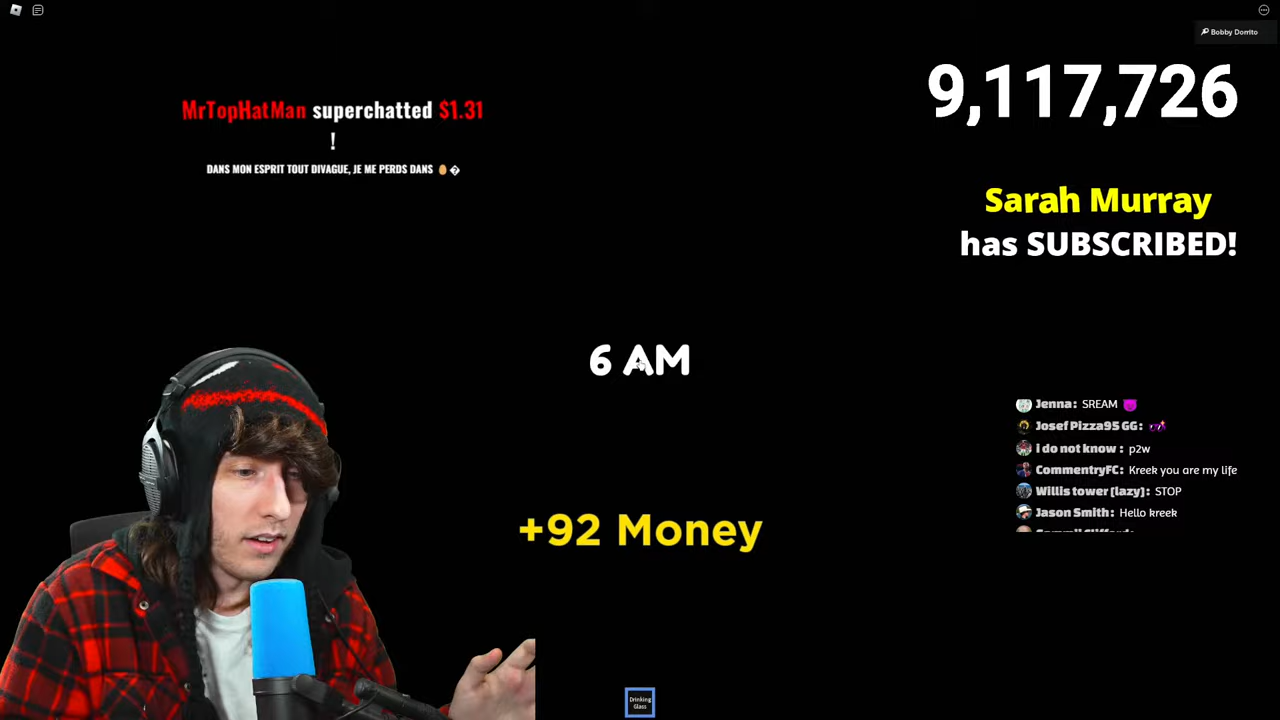 Bobby Dorrito
9,117,726
MrTopHatMan superchatted $1.31
!
DANS MON ESPRIT TOUT DIVAGUE, JE ME PERDS DANS 🥚�
Sarah Murray
has SUBSCRIBED!
6 AM
Jenna: SREAM 😈
Josef Pizza95 GG:
i do not know : p2w
CommentryFC: Kreek you are my life
Willis tower (lazy): STOP
Jason Smith: Hello kreek
+92 Money
Drinking
Glass